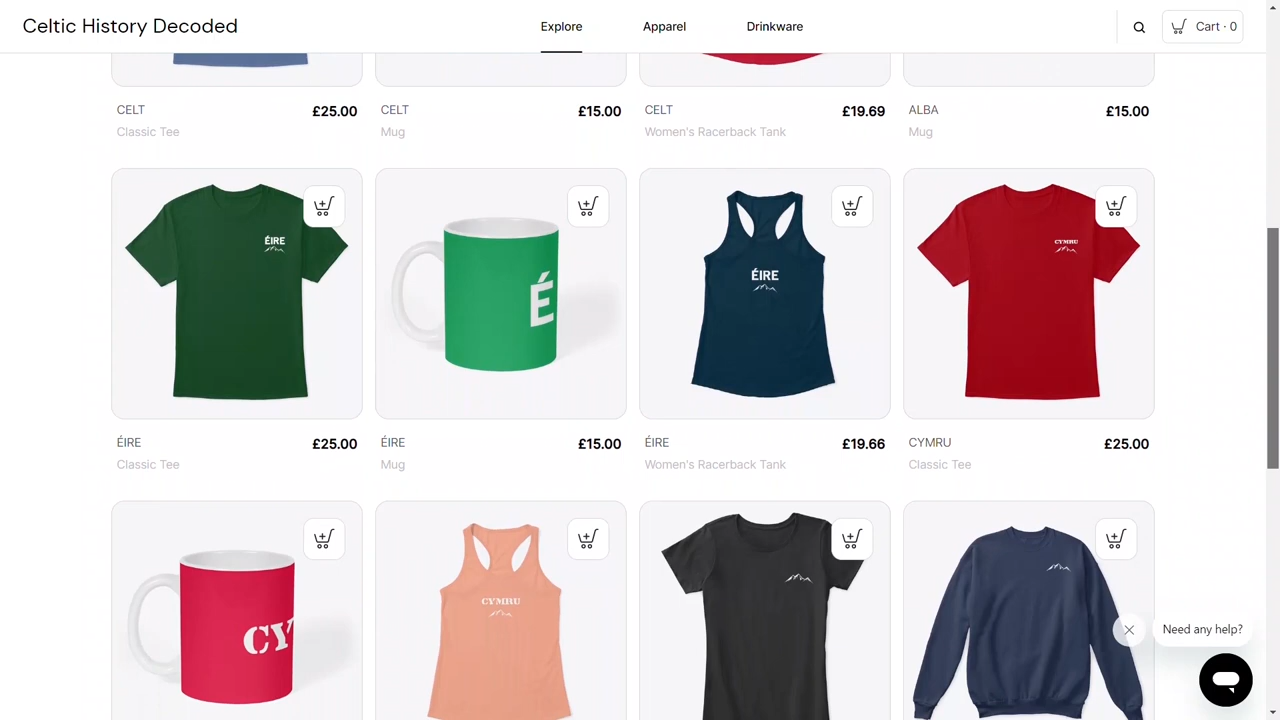 Celtic History Decoded
Explore
Apparel
Drinkware
Cart · 0
CELT
£25.00
Classic Tee
CELT
£15.00
Mug
CELT
£19.69
Women's Racerback Tank
ALBA
£15.00
Mug
ÉIRE
É
ÉIRE
CYMRU
ÉIRE
£25.00
Classic Tee
ÉIRE
£15.00
Mug
ÉIRE
£19.66
Women's Racerback Tank
CYMRU
£25.00
Classic Tee
CY
CYMRU
Need any help?